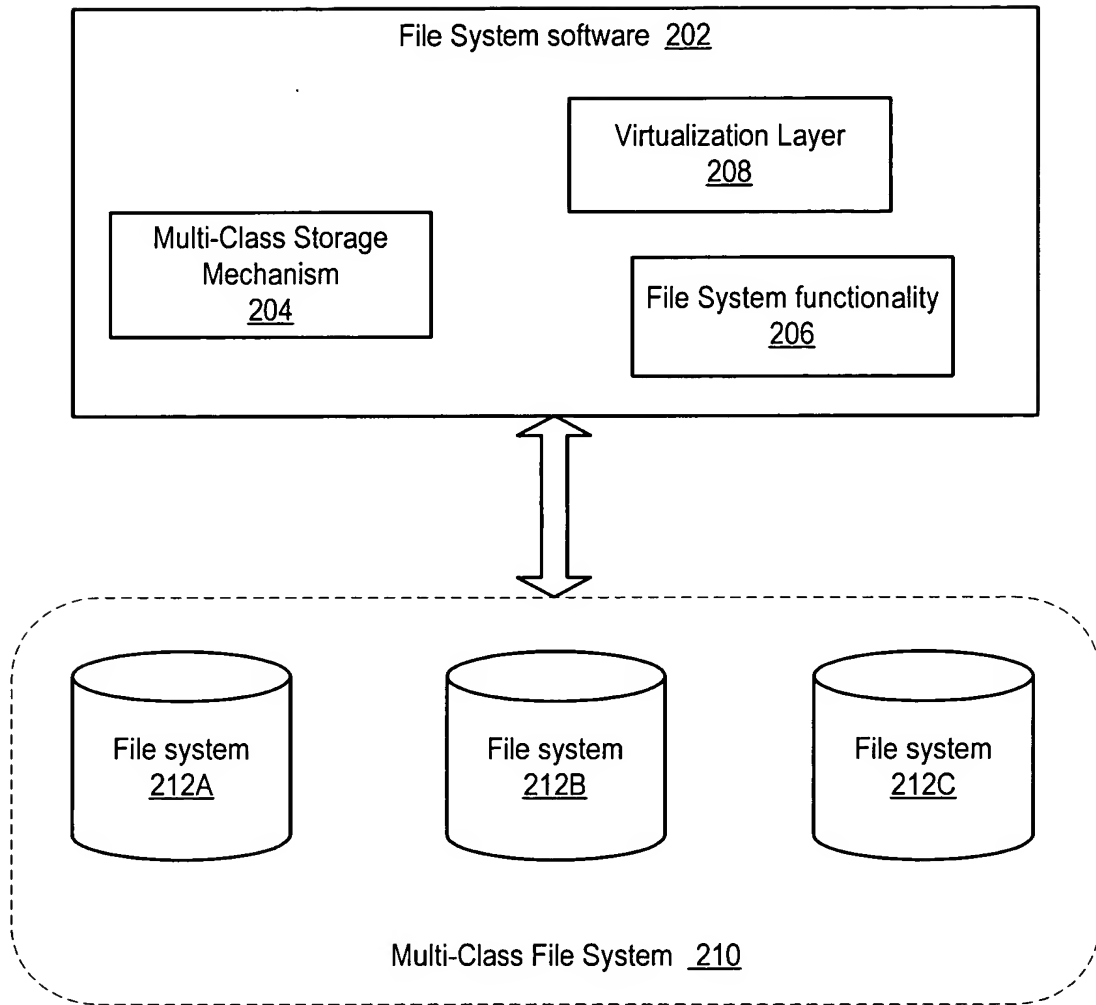 File System software 202
Virtualization Layer
208
Multi-Class Storage
Mechanism
204
File System functionality
206
File system
212A
File system
212B
File system
212C
Multi-Class File System 210